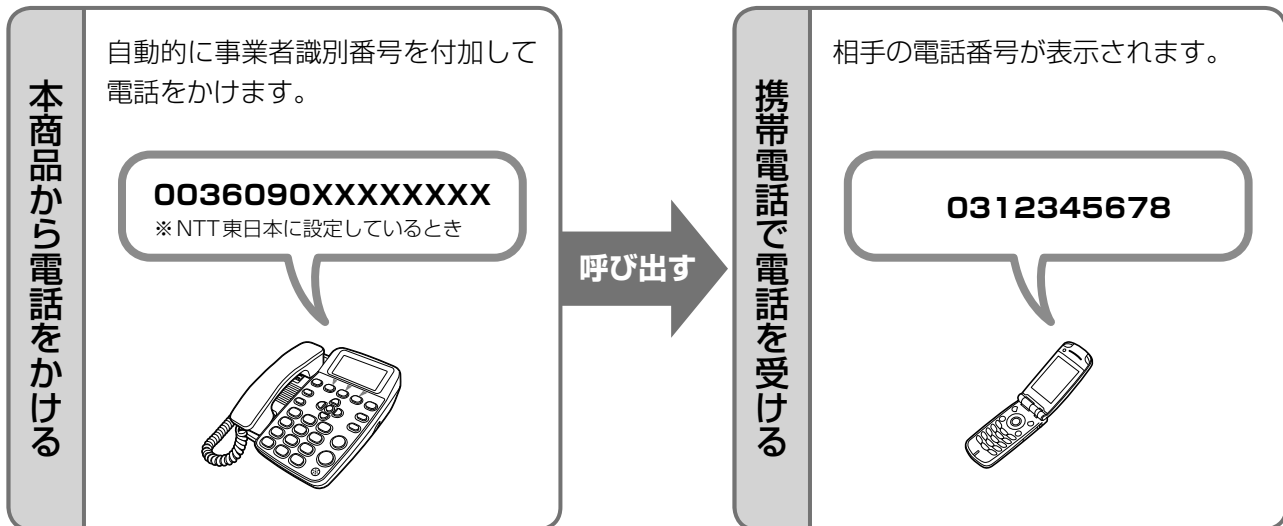 本商品から電話をかける
自動的に事業者識別番号を付加して
電話をかけます。
0036090XXXXXXXX
※NTT東日本に設定しているとき
呼び出す
携帯電話で電話を受ける
相手の電話番号が表示されます。
0312345678